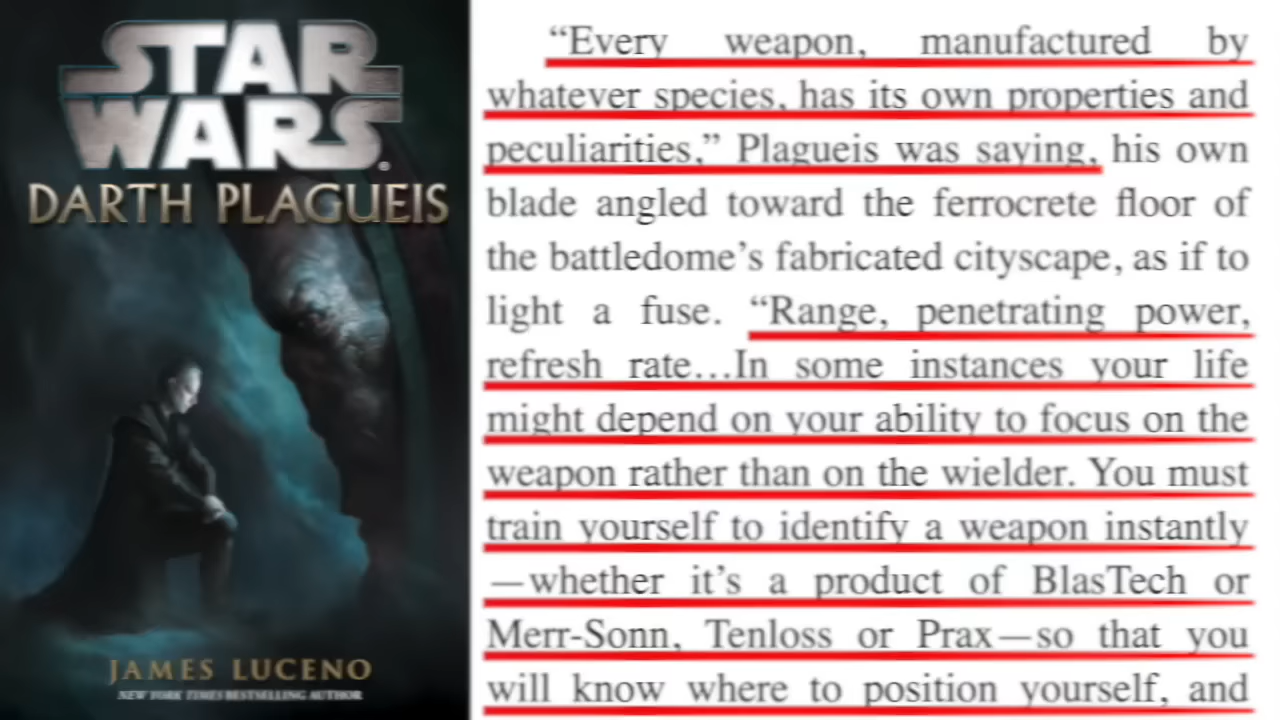 STAR
WARS
DARTH PLAGUEIS
JAMES LUCENO
NEW YORK TIMES BESTSELLING AUTHOR
“Every weapon, manufactured by
whatever species, has its own properties and
peculiarities,” Plagueis was saying, his own
blade angled toward the ferrocrete floor of
the battledome’s fabricated cityscape, as if to
light a fuse. “Range, penetrating power,
refresh rate…In some instances your life
might depend on your ability to focus on the
weapon rather than on the wielder. You must
train yourself to identify a weapon instantly
—whether it’s a product of BlasTech or
Merr-Sonn, Tenloss or Prax—so that you
will know where to position yourself, and